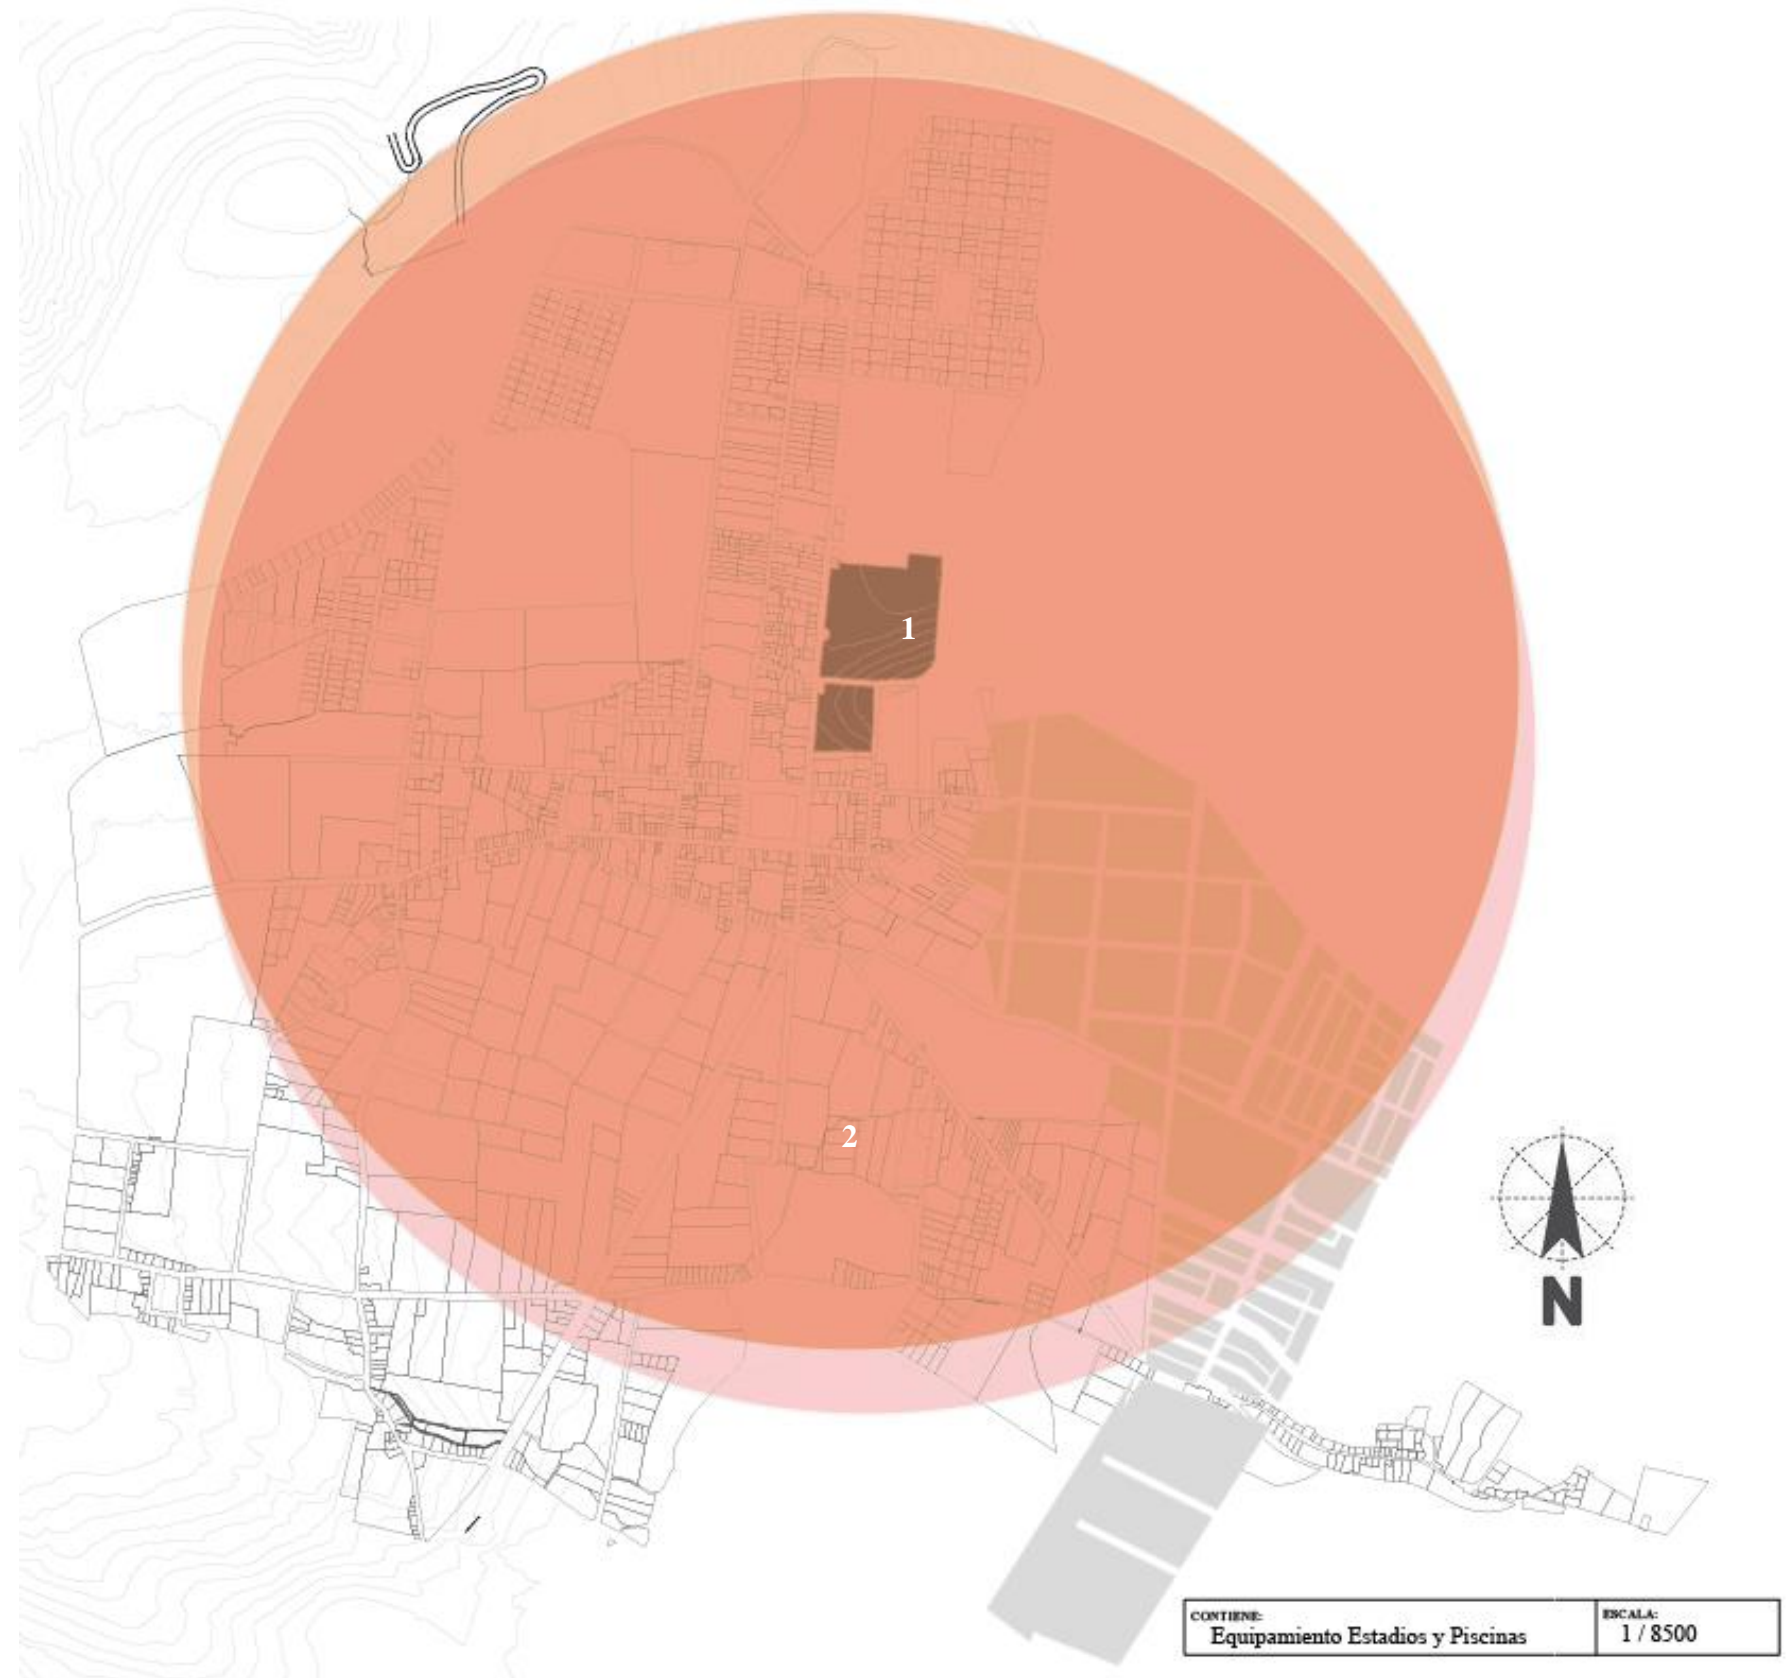 1
2
N
CONTIENE:
Equipamiento Estadios y Piscinas
ESCALA:
1 / 8500